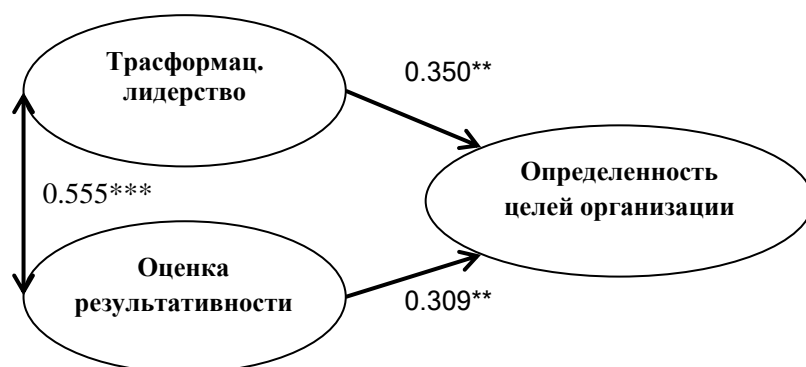 Трасформац.
лидерство
0.350**
Определенность
целей организации
0.555***
Оценка
результативности
0.309**